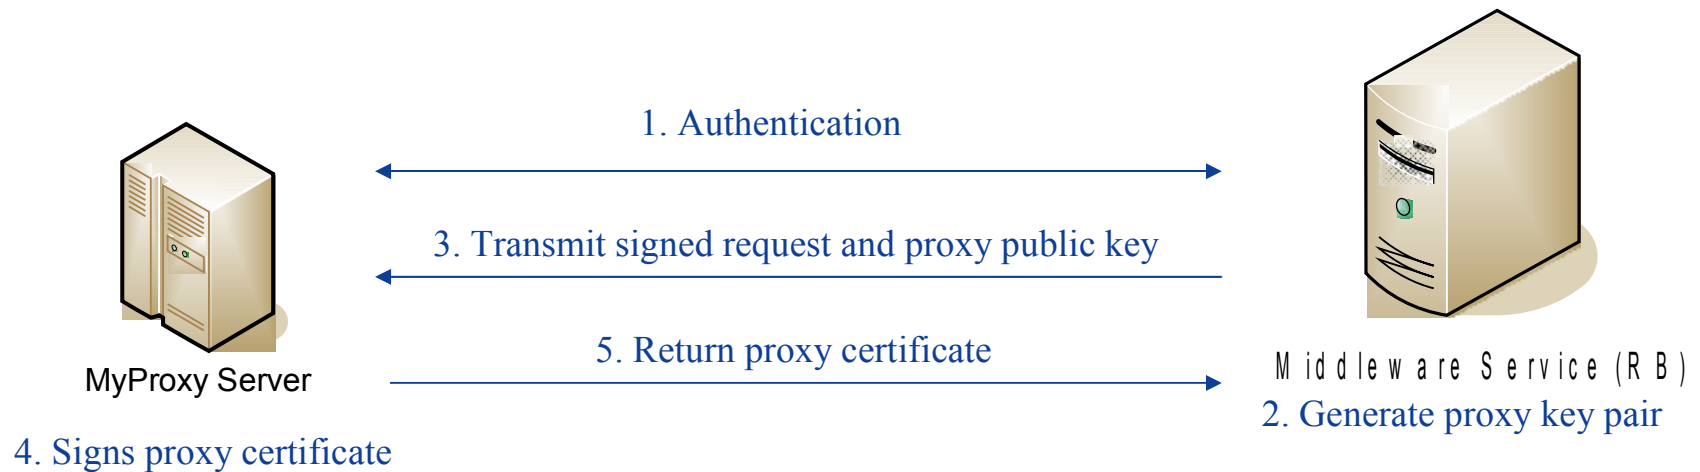 1. Authentication
3. Transmit signed request and proxy public key
5. Return proxy certificate
MyProxy Server
Middleware Service (RB)
2. Generate proxy key pair
4. Signs proxy certificate